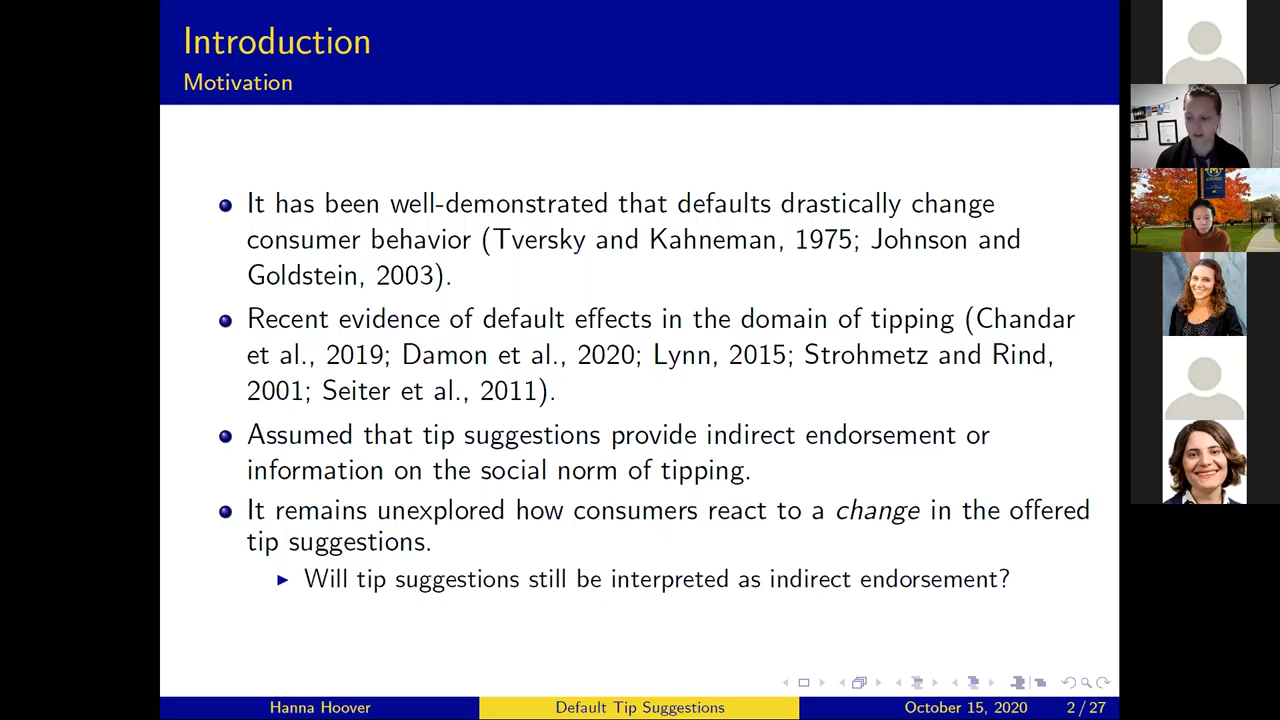 Introduction
Motivation
It has been well-demonstrated that defaults drastically change
consumer behavior (Tversky and Kahneman, 1975; Johnson and
Goldstein, 2003).
Recent evidence of default effects in the domain of tipping (Chandar
et al., 2019; Damon et al., 2020; Lynn, 2015; Strohmetz and Rind,
2001; Seiter et al., 2011).
Assumed that tip suggestions provide indirect endorsement or
information on the social norm of tipping.
It remains unexplored how consumers react to a change in the offered
tip suggestions.
Will tip suggestions still be interpreted as indirect endorsement?
Hanna Hoover
Default Tip Suggestions
October 15, 2020
2 / 27